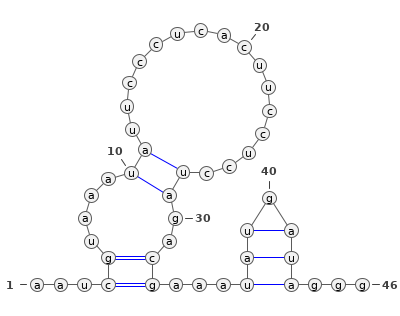 20
c u c a c
c u
c u
u c
u c
10 a u c c u
a u a
a g 30
u a
g c
40
g
u a
a u
1 a a u c g a a a u a g g g 46